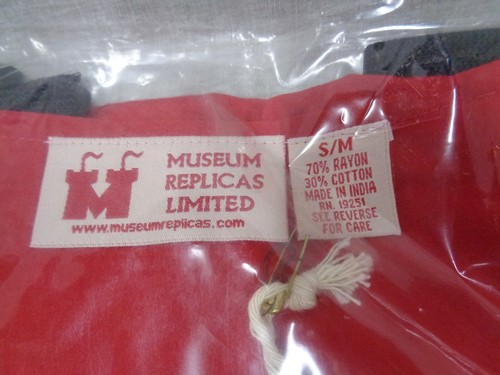 MUSEUM
REPLICAS
LIMITED
www.museumreplicas.com
S/M
70% RAYON
30% COTTON
MADE IN INDIA
RN. 19251
SEE REVERSE
FOR CARE